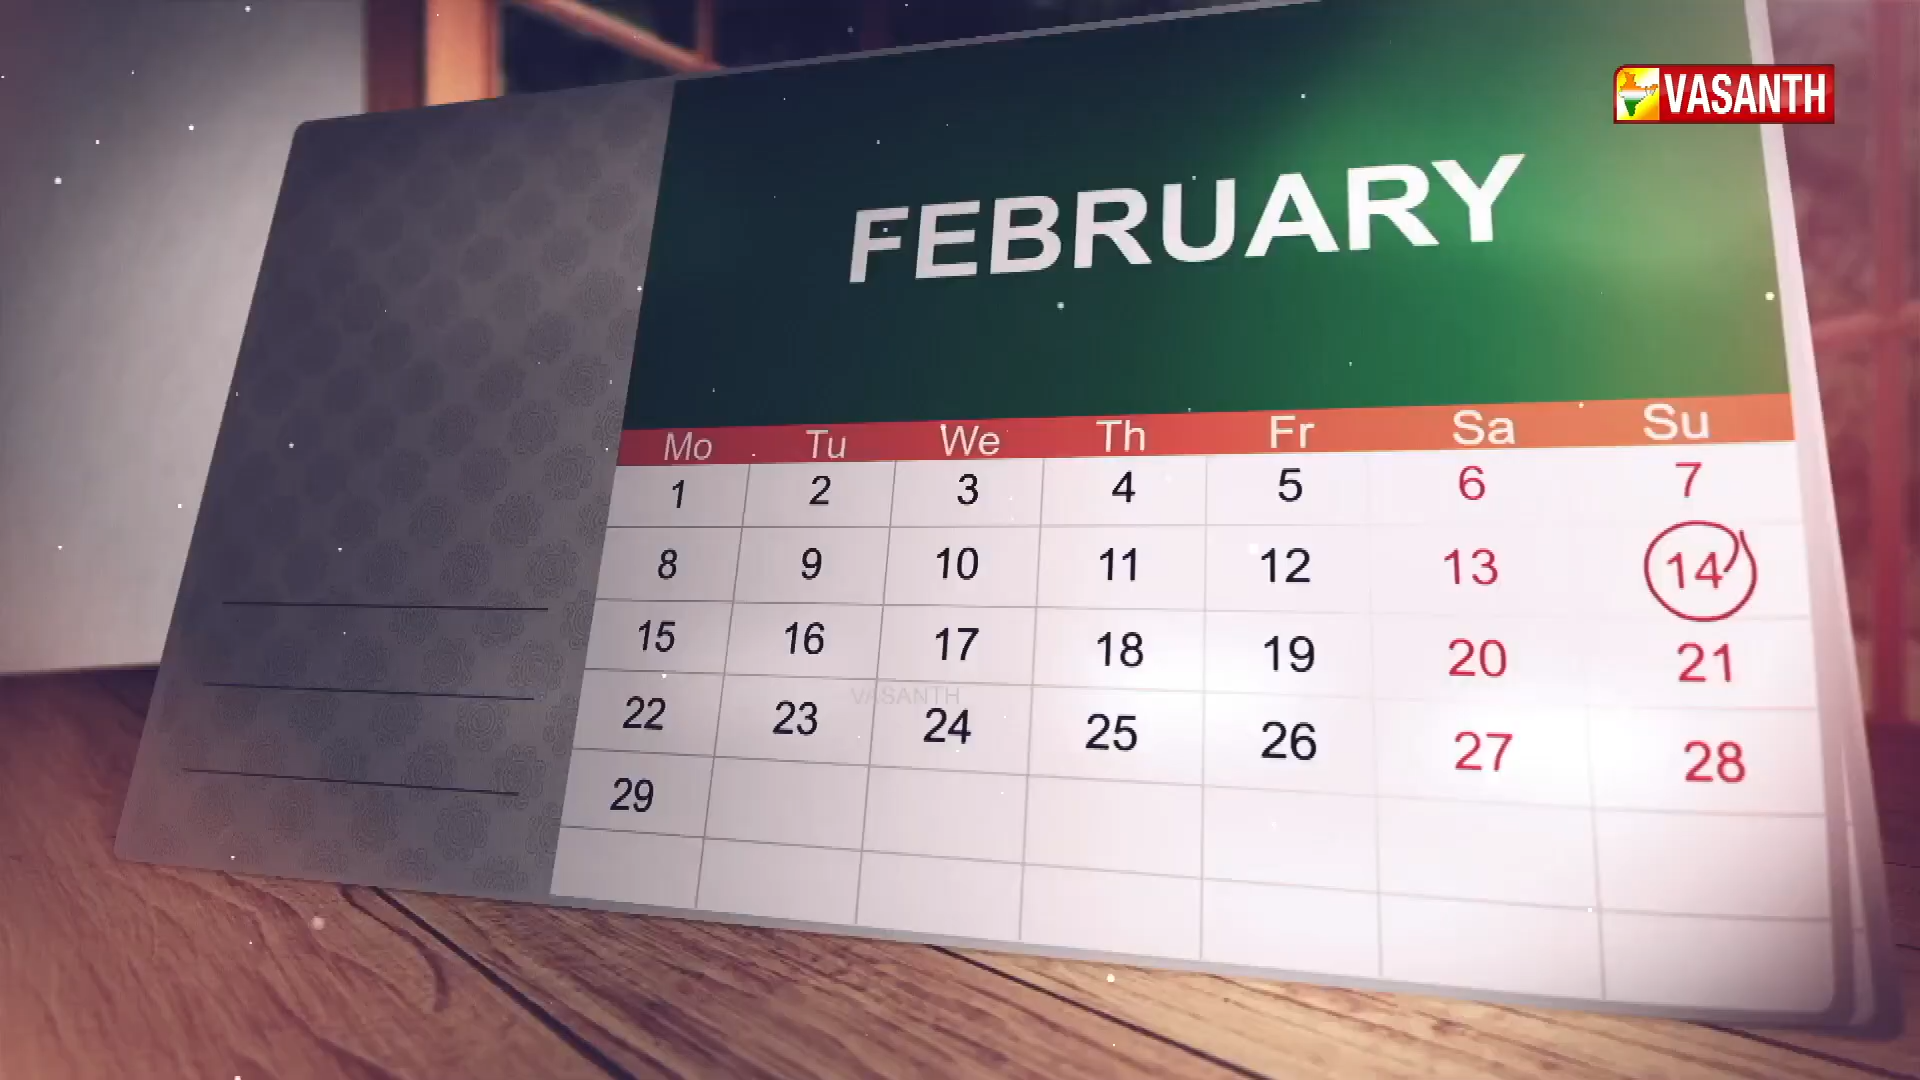 VASANTH
FEBRUARY
Mo Tu We Th Fr Sa Su
1 2 3 4 5 6 7
8 9 10 11 12 13 14
15 16 17 18 19 20 21
VASANTH
22 23 24 25 26 27 28
29